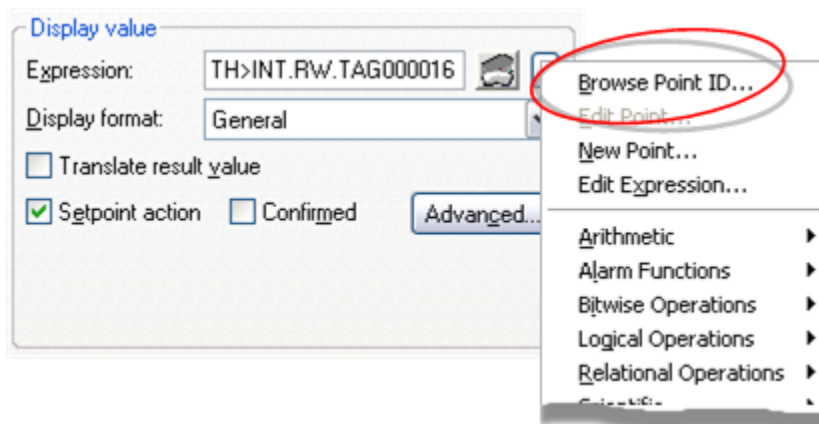 Display value
Expression: TH>INT.RW.TAG000016
Display format: General
Translate result value
Setpoint action Confirmed Advanced...
Browse Point ID...
Edit Point...
New Point...
Edit Expression...
Arithmetic
Alarm Functions
Bitwise Operations
Logical Operations
Relational Operations
Scientific